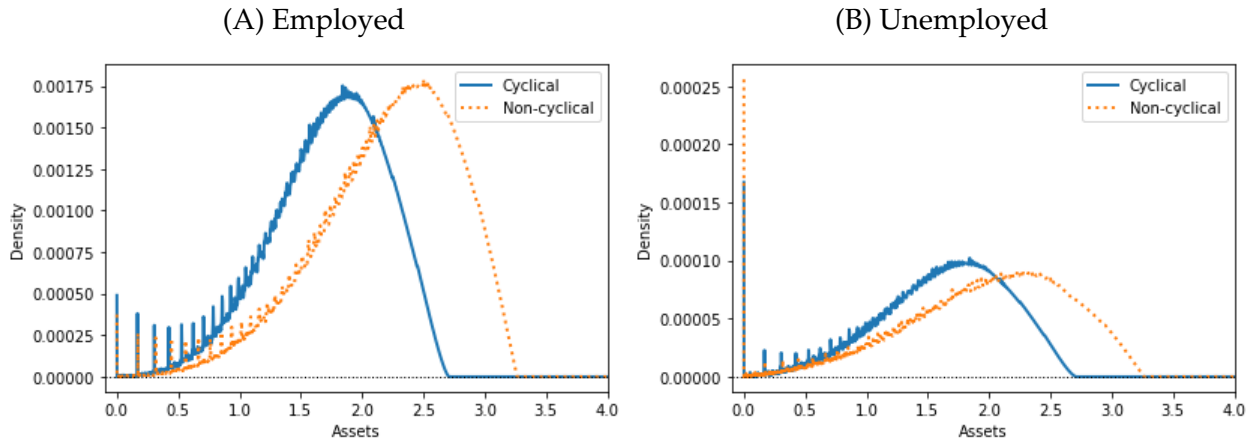 (A) Employed
0.00175
0.00150
0.00125
0.00100
0.00075
0.00050
0.00025
0.00000
Density
0.0 0.5 1.0 1.5 2.0 2.5 3.0 3.5 4.0
Assets
Cyclical
Non-cyclical
(B) Unemployed
0.00025
0.00020
0.00015
0.00010
0.00005
0.00000
Density
0.0 0.5 1.0 1.5 2.0 2.5 3.0 3.5 4.0
Assets
Cyclical
Non-cyclical